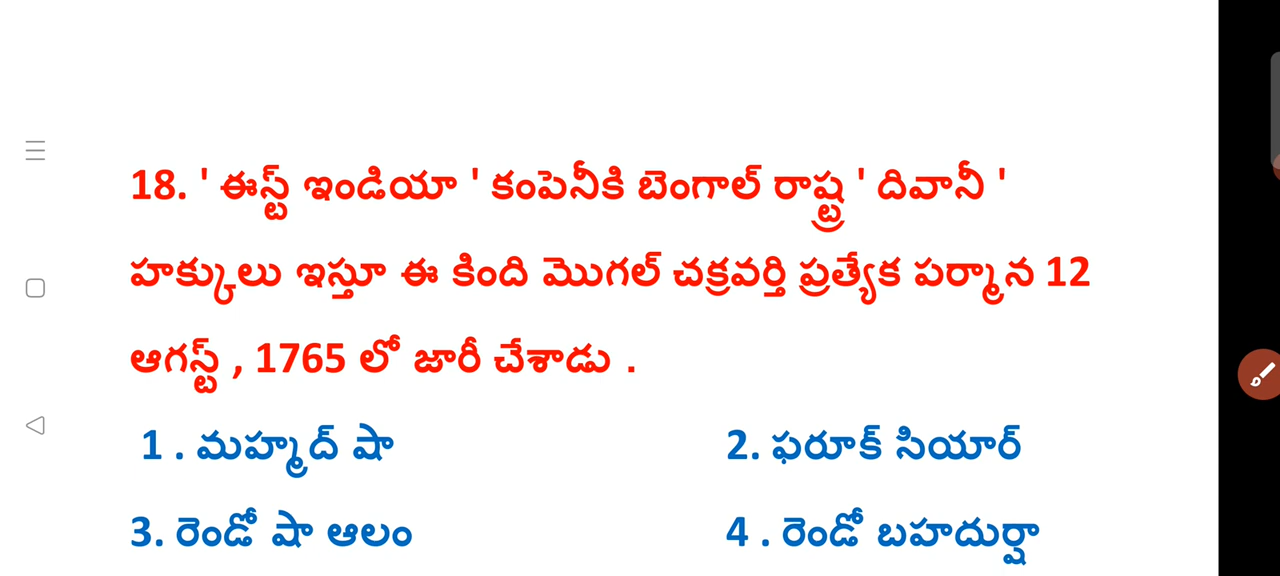 18. ' ఈస్ట్ ఇండియా ' కంపెనీకి బెంగాల్ రాష్ట్ర ' దివానీ '
హక్కులు ఇస్తూ ఈ కింది మొగల్ చక్రవర్తి ప్రత్యేక పర్మాన 12
ఆగస్ట్ , 1765 లో జారీ చేశాడు .
1 . మహ్మద్ షా 2. ఫరూక్ సియార్
3. రెండో షా ఆలం 4 . రెండో బహదుర్షా